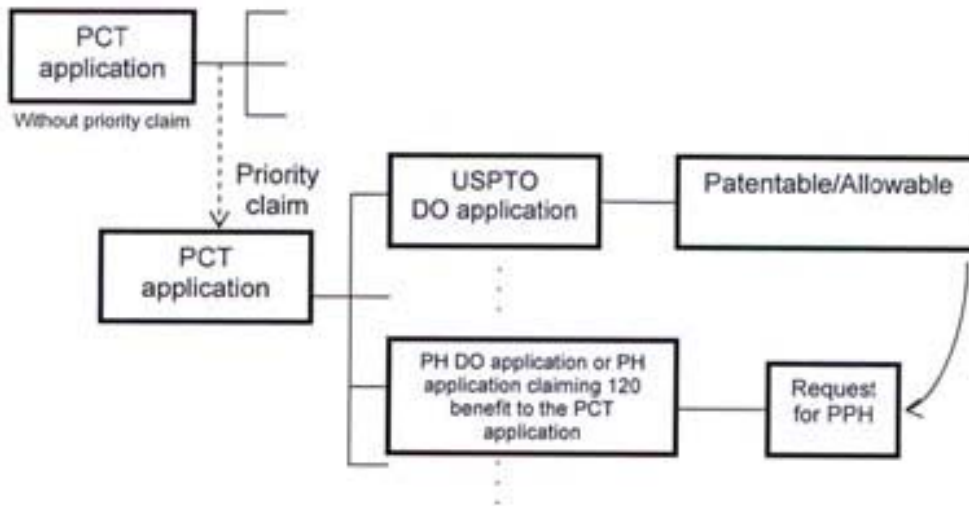 PCT
application
Without priority claim
Priority
claim
PCT
application
USPTO
DO application
Patentable/Allowable
PH DO application or PH
application claiming 120
benefit to the PCT
application
Request
for PPH